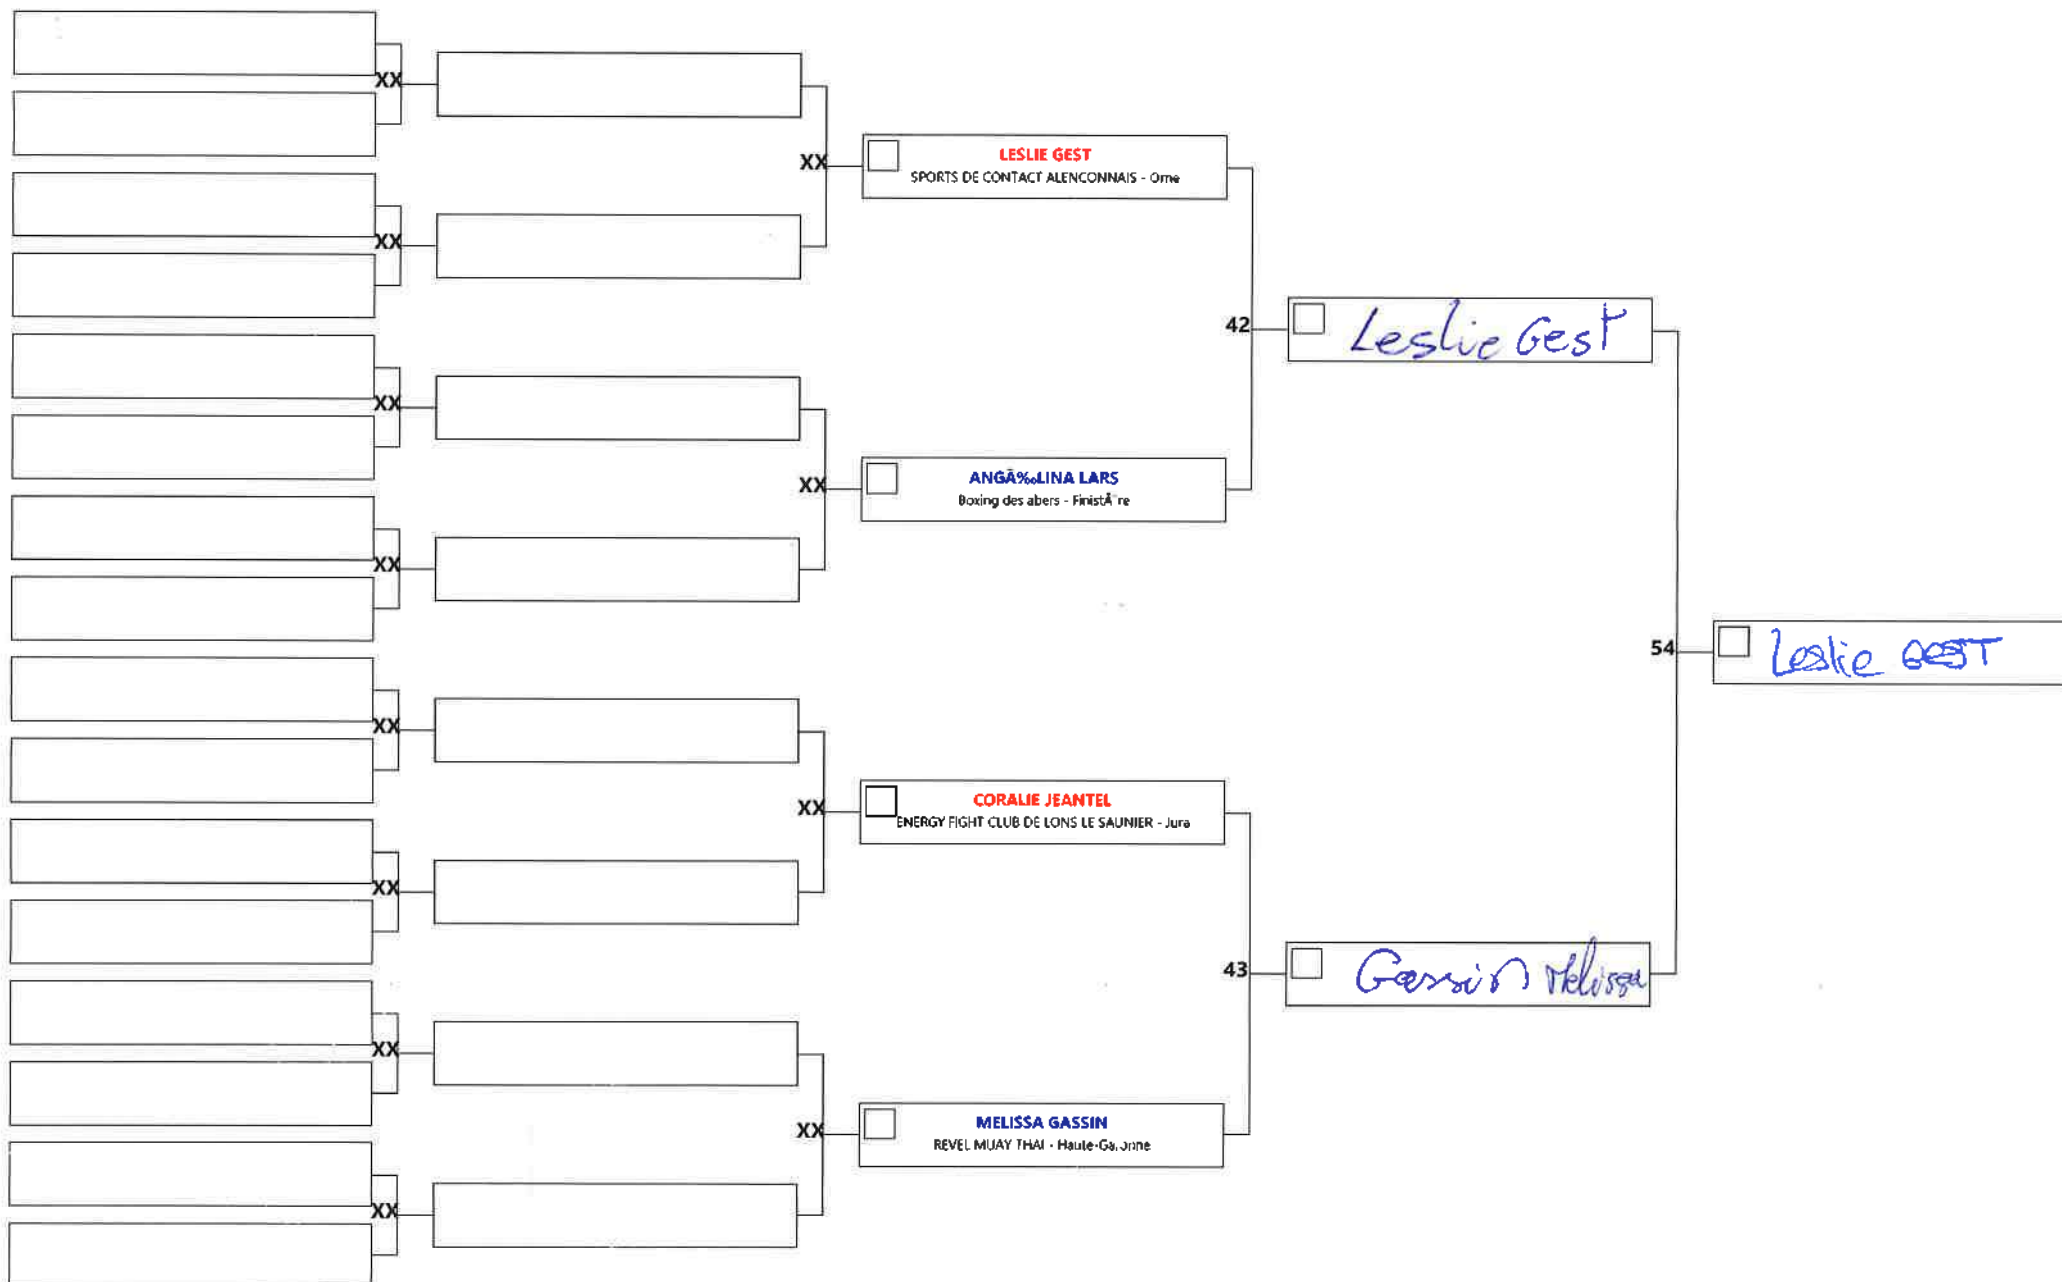 XX
XX
LESLIE GEST
SPORTS DE CONTACT ALENCONNAIS - Orne
XX
42
Leslie Gest
XX
ANGÃ‰LINA LARS
Boxing des abers - FinistÃ¨re
XX
XX
54
Leslie GEST
XX
CORALIE JEANTEL
ENERGY FIGHT CLUB DE LONS LE SAUNIER - Jura
XX
XX
43
Gassin Melissa
XX
MELISSA GASSIN
REVEL MUAY THAI - Haute-Garonne
XX
XX